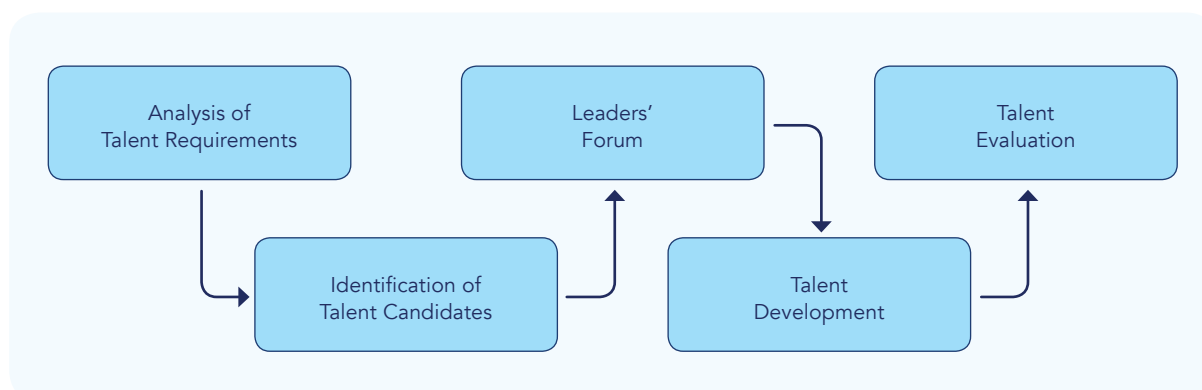 Analysis of
Talent Requirements
Identification of
Talent Candidates
Leaders’
Forum
Talent
Development
Talent
Evaluation